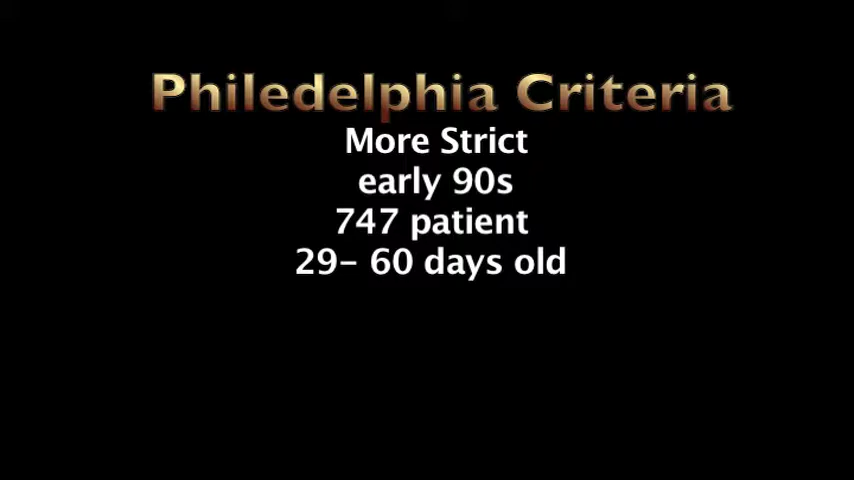 Philedelphia Criteria
More Strict
early 90s
747 patient
29- 60 days old